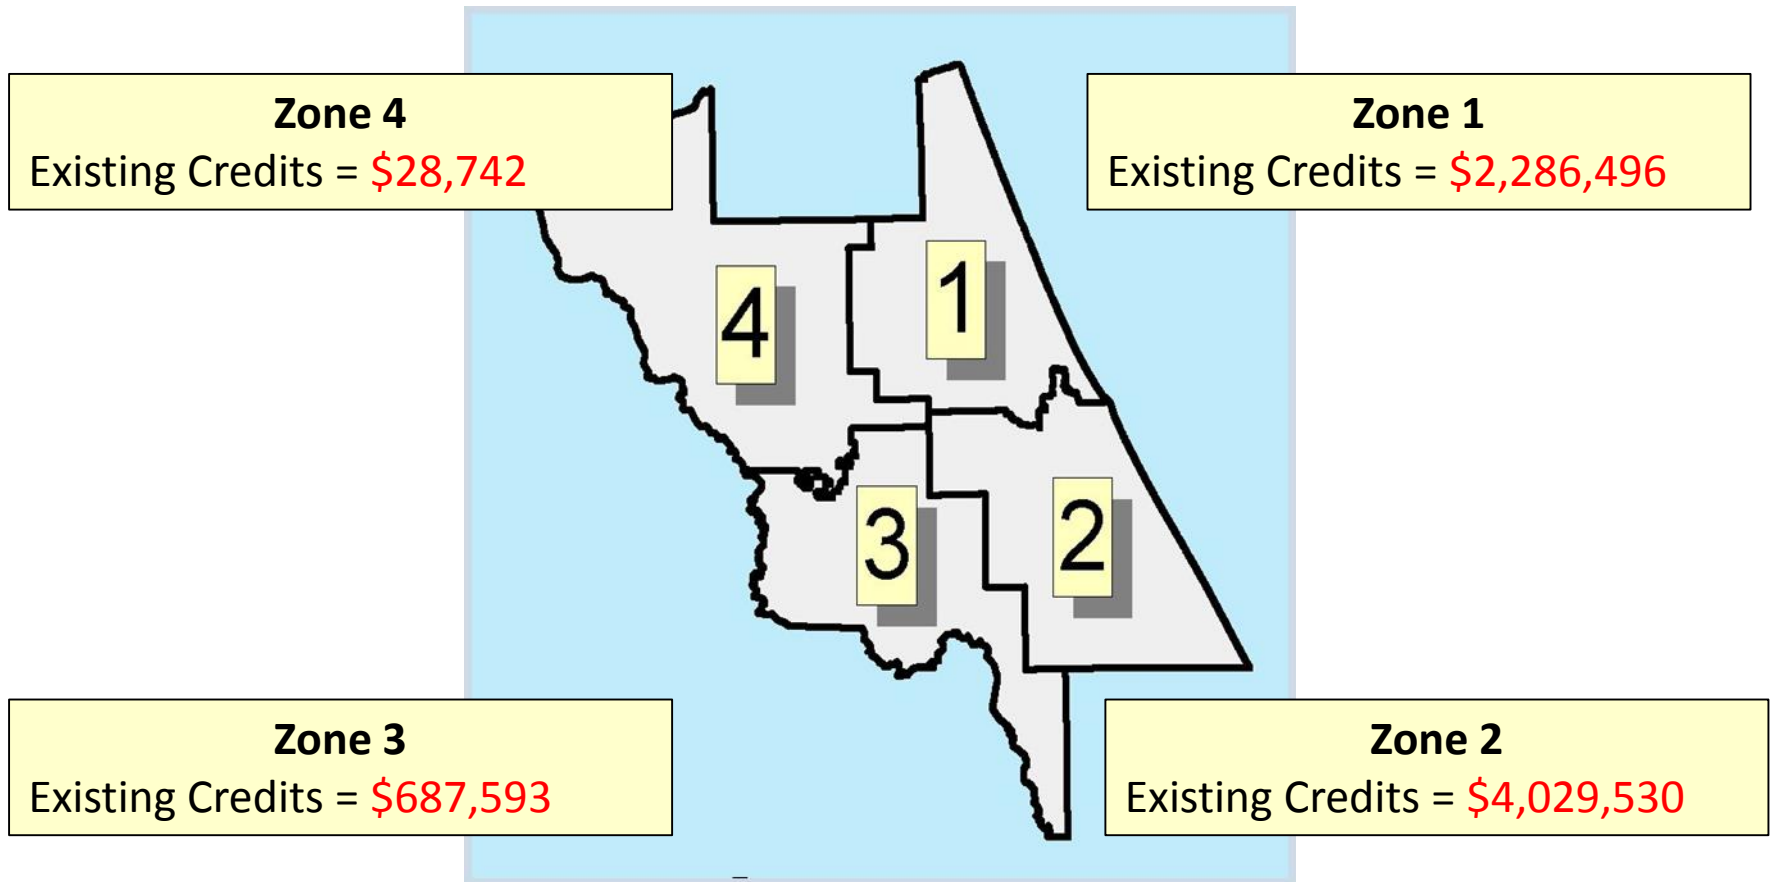 Zone 4
Existing Credits = $28,742
Zone 1
Existing Credits = $2,286,496
4
1
3
2
Zone 3
Existing Credits = $687,593
Zone 2
Existing Credits = $4,029,530